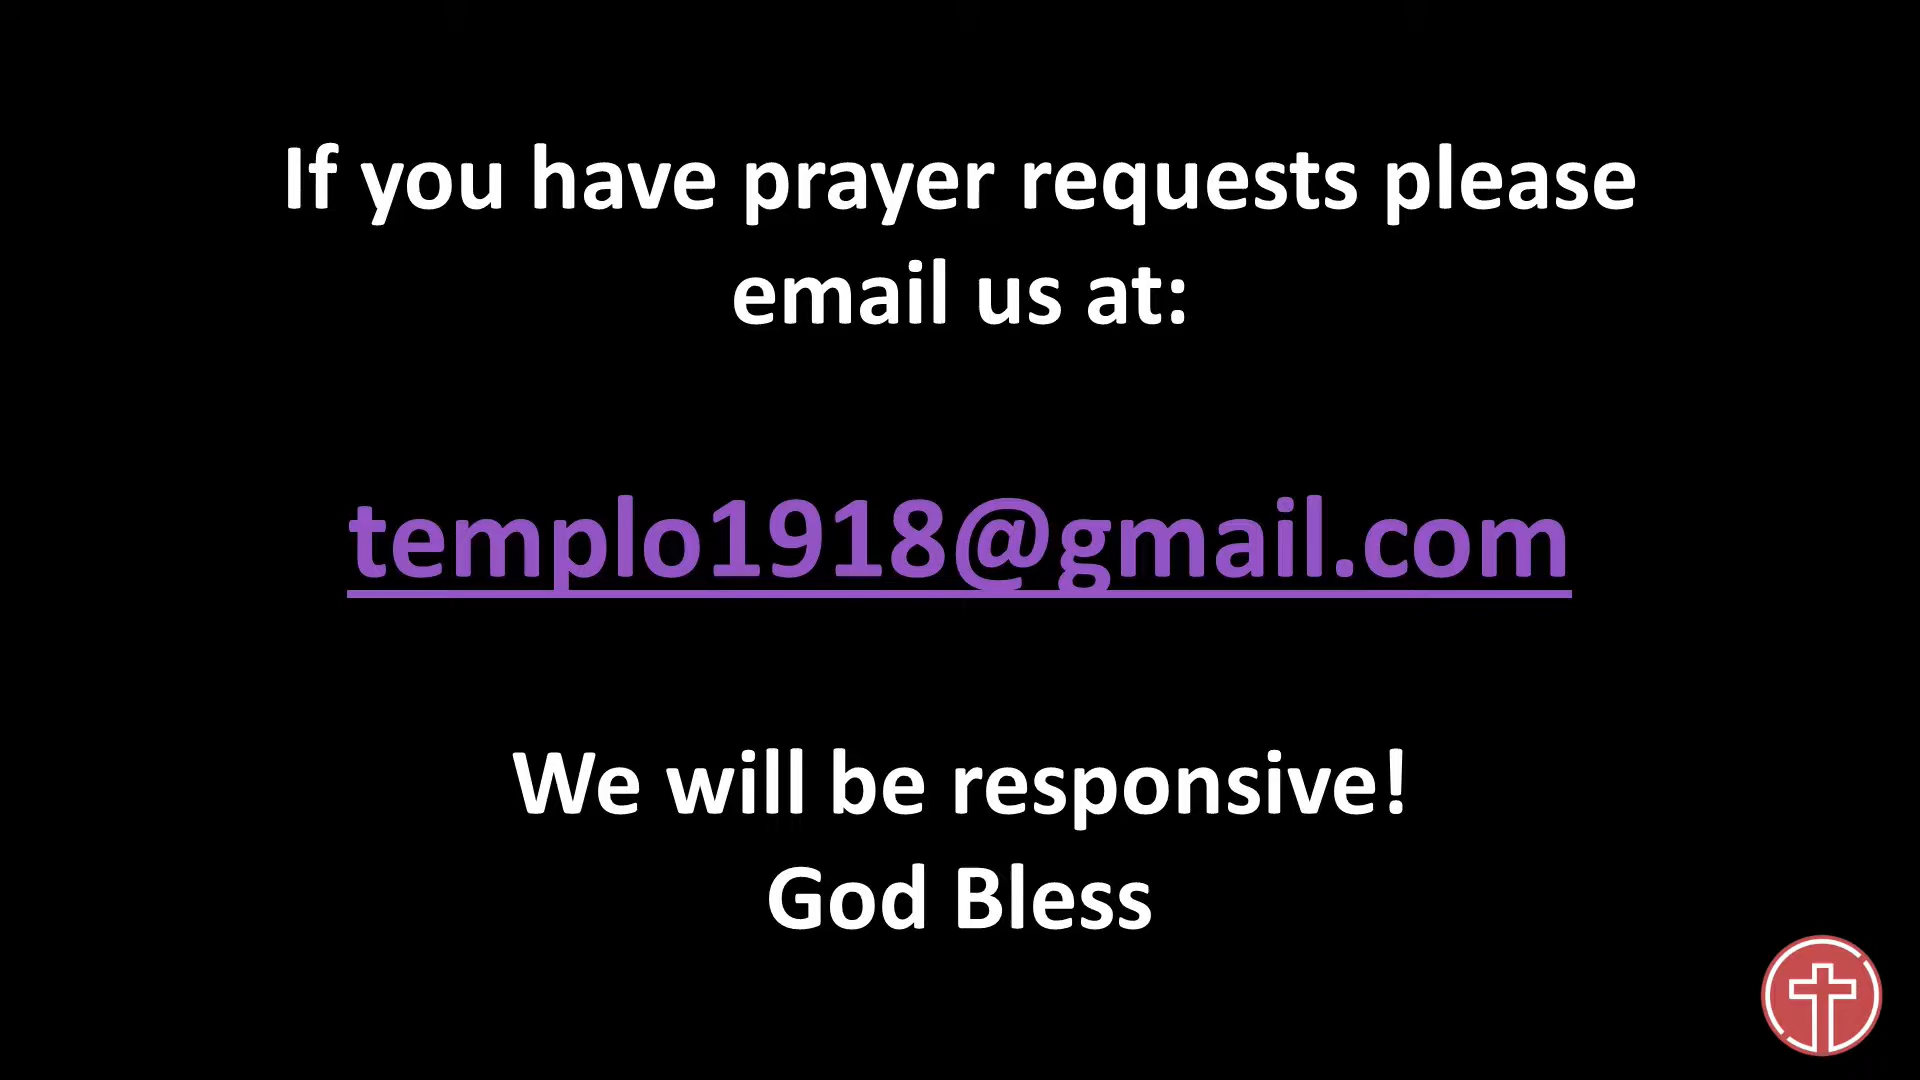 If you have prayer requests please
email us at:
templo1918@gmail.com
We will be responsive!
God Bless